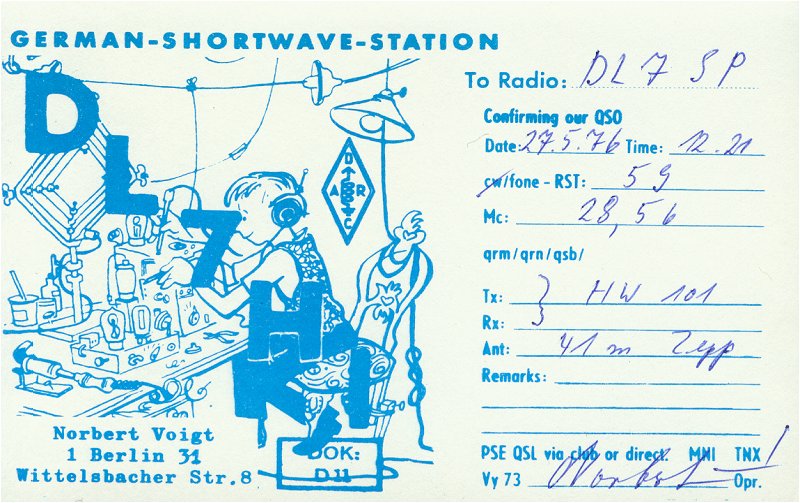 GERMAN-SHORTWAVE-STATION
DL7HKI
D
A R
C
Norbert Voigt
1 Berlin 31
Wittelsbacher Str. 8
DOK:
D11
To Radio: DL7SP
Confirming our QSO
Date: 27.5.76 Time: 12.21
cw/fone - RST: 59
Mc: 28,56
qrm/qrn/qsb/
Tx: } HW 101
Rx:
Ant: 41 m Zepp
Remarks:
PSE QSL via club or direct. MNI TNX!
Vy 73 Norbert Opr.